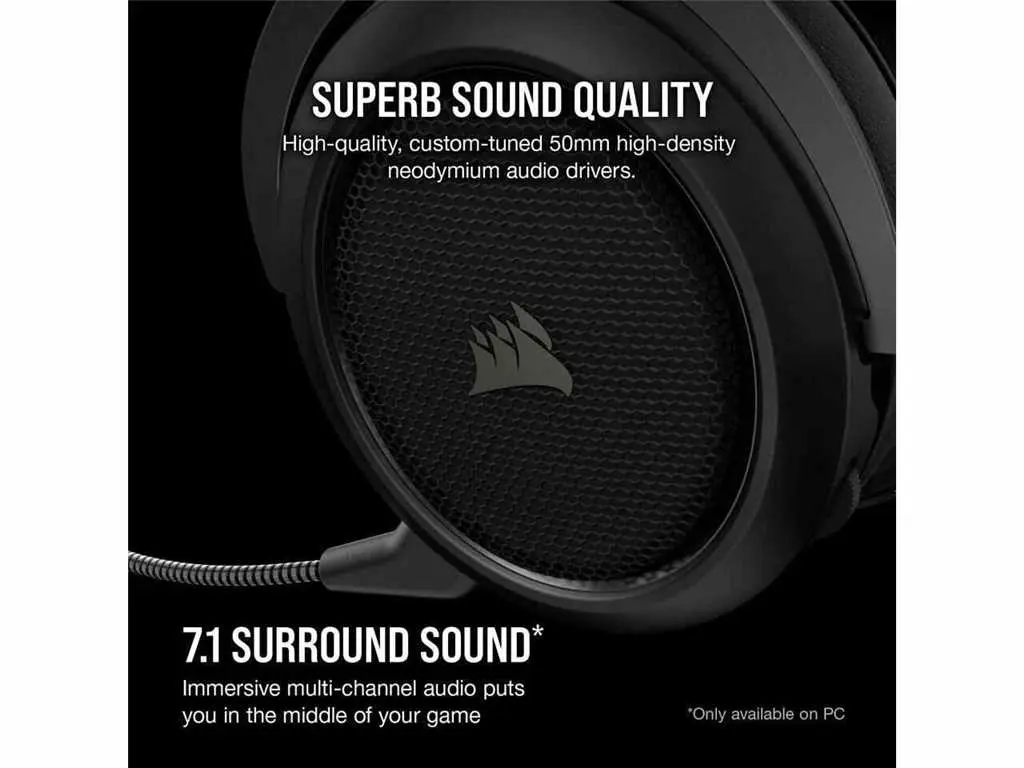 SUPERB SOUND QUALITY
High-quality, custom-tuned 50mm high-density
neodymium audio drivers.
7.1 SURROUND SOUND*
Immersive multi-channel audio puts
you in the middle of your game
*Only available on PC